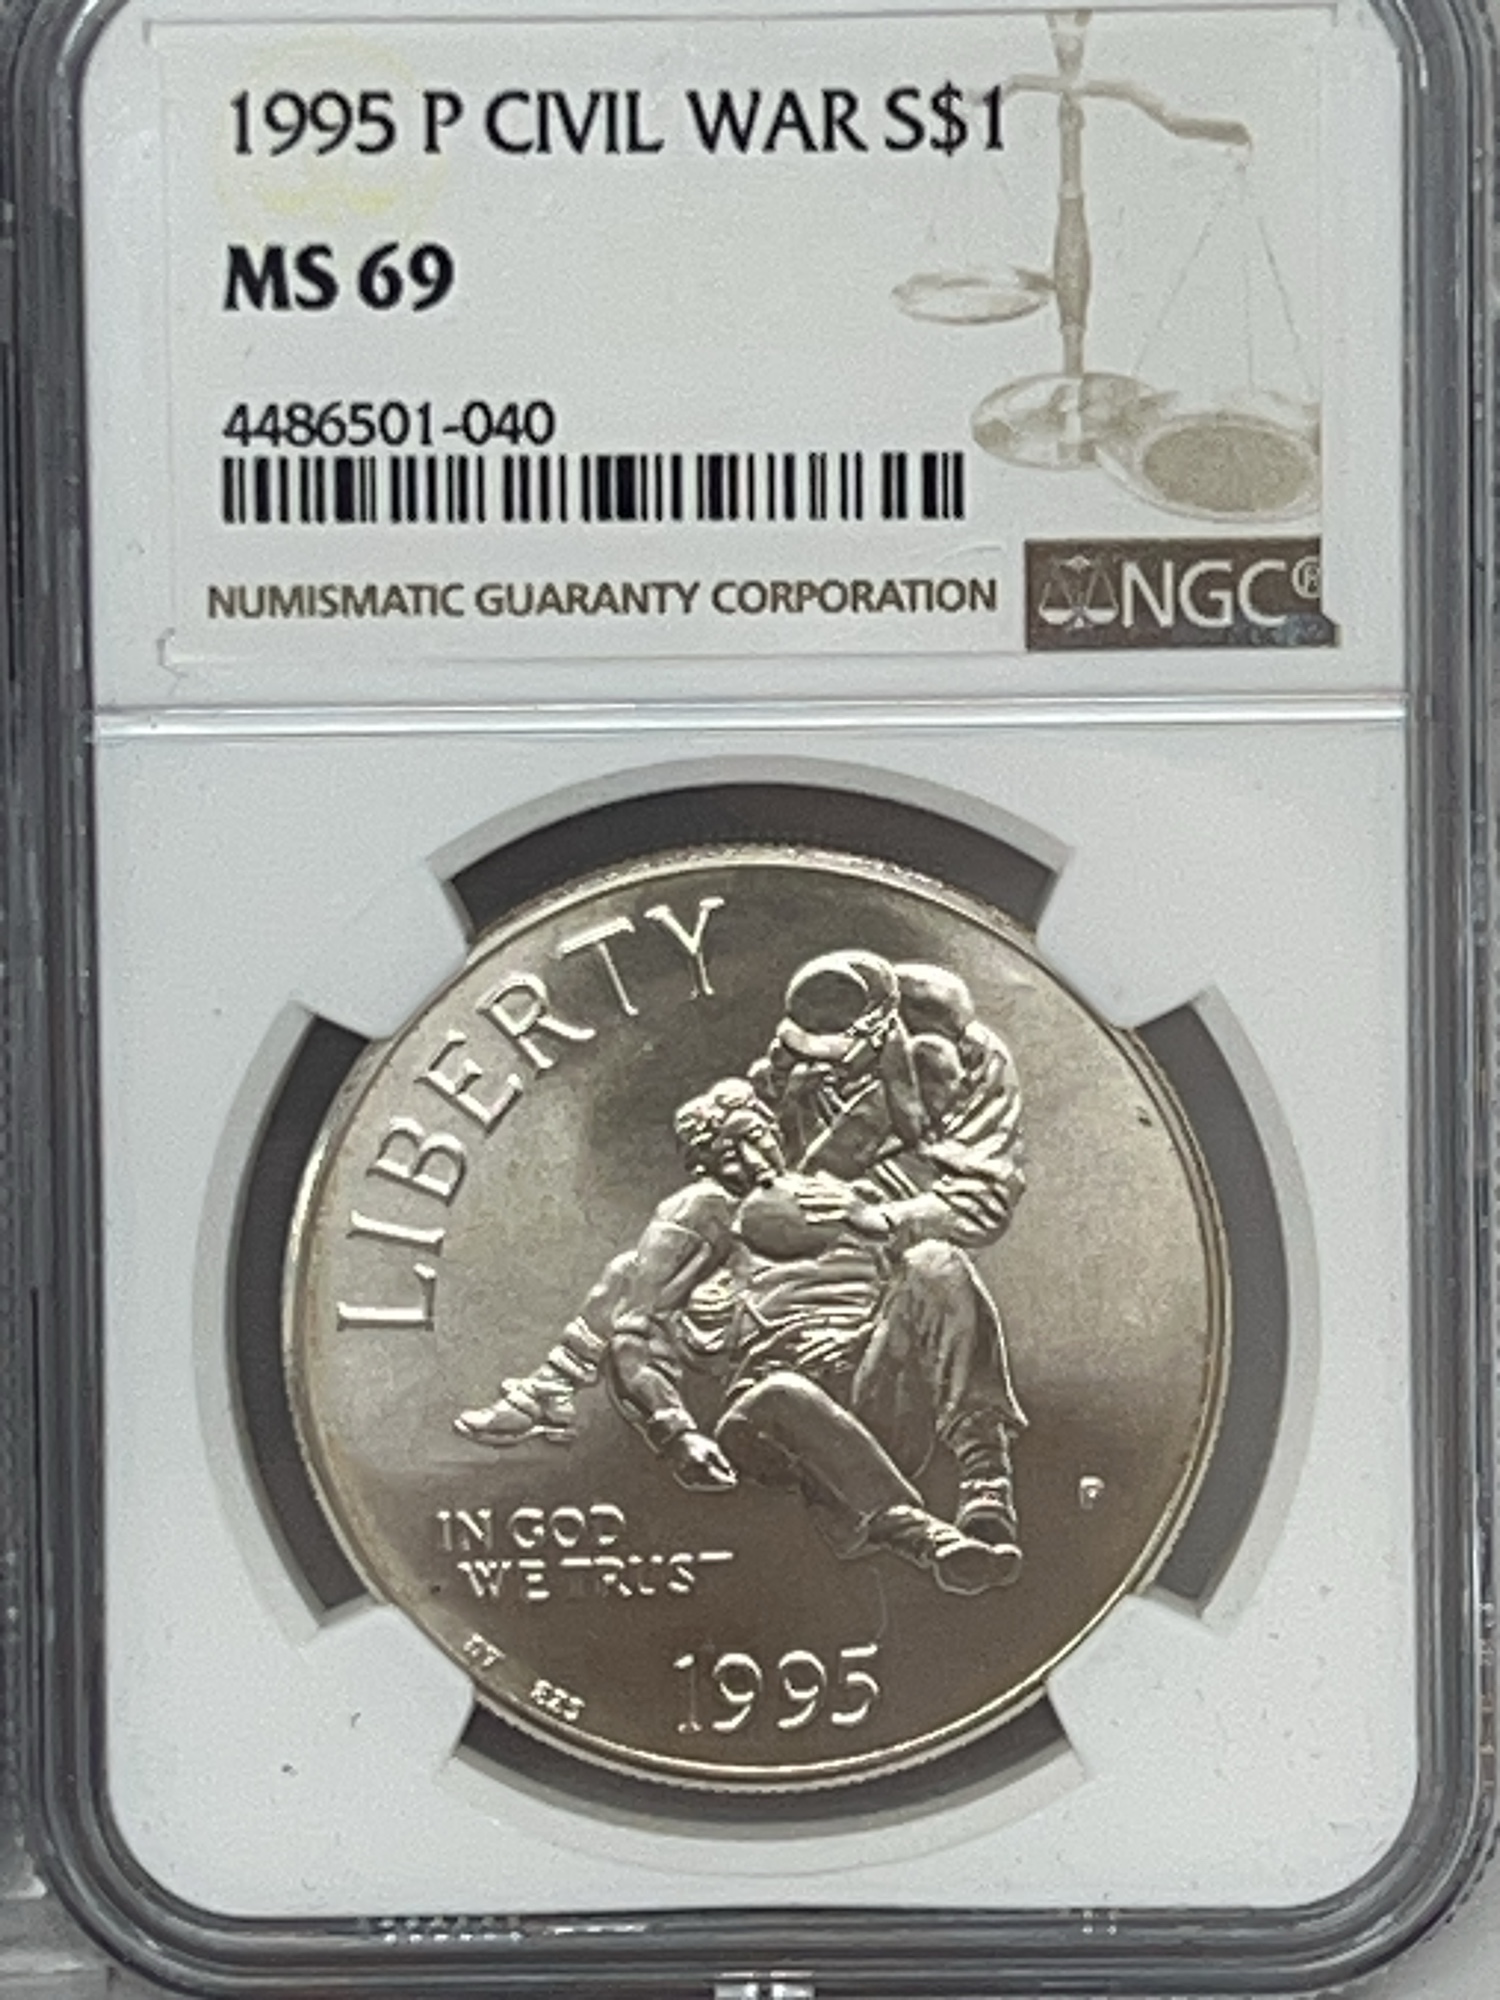 1995 P CIVIL WAR S$1
MS 69
4486501-040
NUMISMATIC GUARANTY CORPORATION
NGC®
LIBERTY
IN GOD
WE TRUST
P
1995